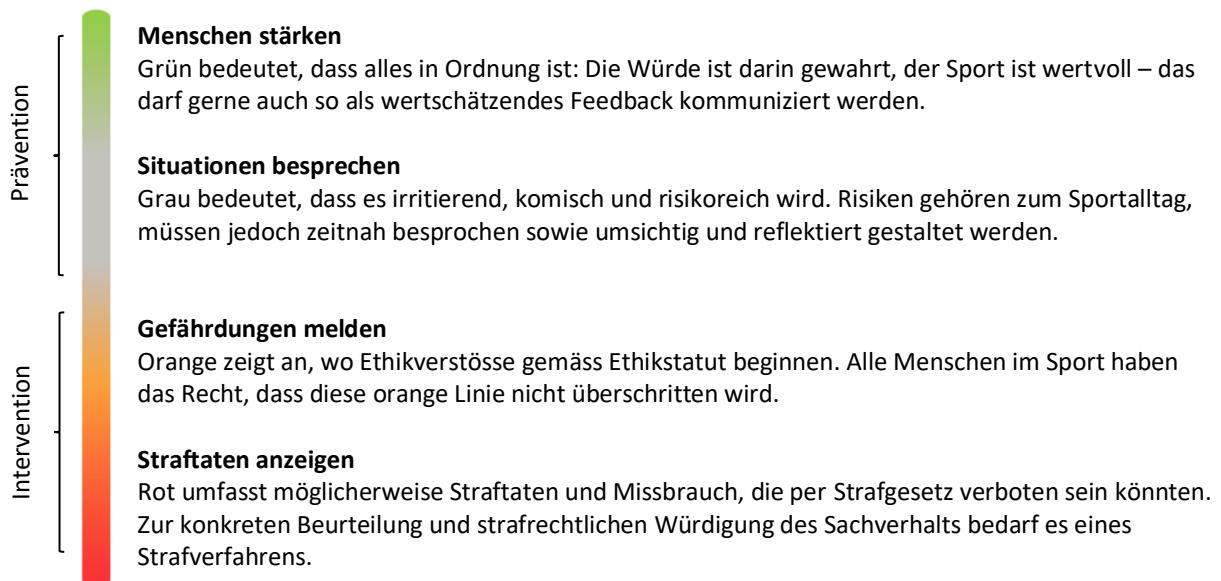 Prävention
Menschen stärken
Grün bedeutet, dass alles in Ordnung ist: Die Würde ist darin gewahrt, der Sport ist wertvoll – das
darf gerne auch so als wertschätzendes Feedback kommuniziert werden.
Situationen besprechen
Grau bedeutet, dass es irritierend, komisch und risikoreich wird. Risiken gehören zum Sportalltag,
müssen jedoch zeitnah besprochen sowie umsichtig und reflektiert gestaltet werden.
Intervention
Gefährdungen melden
Orange zeigt an, wo Ethikverstösse gemäss Ethikstatut beginnen. Alle Menschen im Sport haben
das Recht, dass diese orange Linie nicht überschritten wird.
Straftaten anzeigen
Rot umfasst möglicherweise Straftaten und Missbrauch, die per Strafgesetz verboten sein könnten.
Zur konkreten Beurteilung und strafrechtlichen Würdigung des Sachverhalts bedarf es eines
Strafverfahrens.